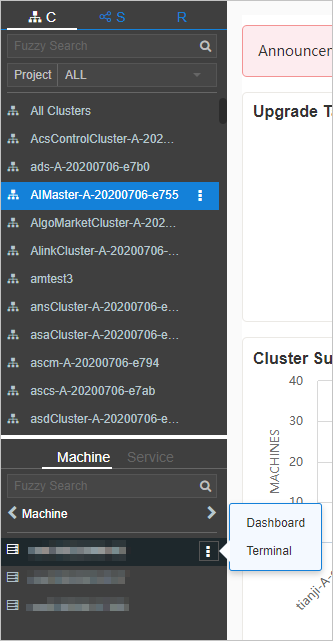 C S R
Fuzzy Search
Project ALL
All Clusters
AcsControlCluster-A-202...
ads-A-20200706-e7b0
AIMaster-A-20200706-e755
AlgoMarketCluster-A-202...
AlinkCluster-A-20200706-...
amtest3
ansCluster-A-20200706-e...
asaCluster-A-20200706-e...
ascm-A-20200706-e794
ascs-A-20200706-e7ab
asdCluster-A-20200706-e...
Machine Service
Fuzzy Search
Machine
Dashboard
Terminal
Announcer
Upgrade T
Cluster Su
40
30
20
10
MACHINES
tianji-A-